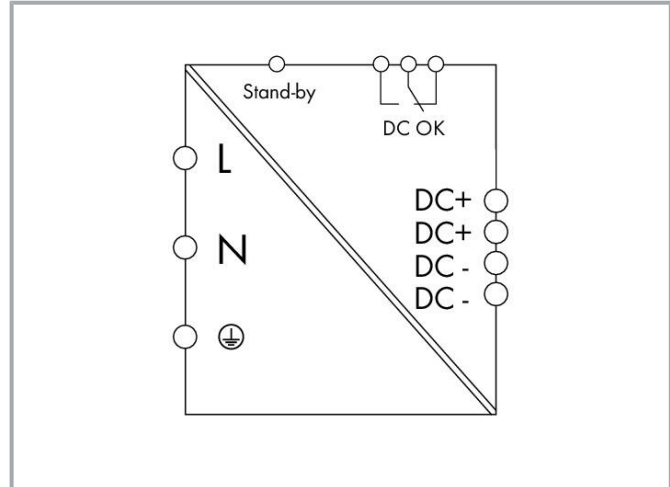 Stand-by
DC OK
L
N
DC+
DC+
DC -
DC -